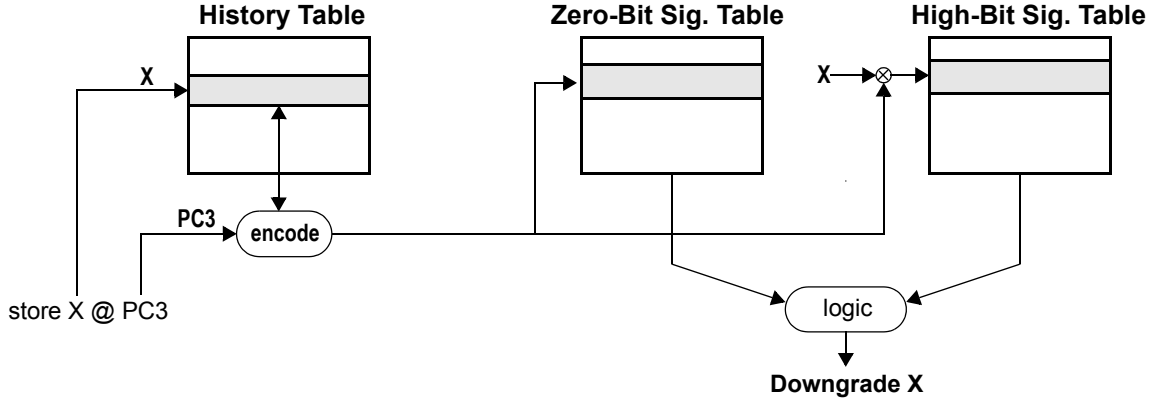 History Table
Zero-Bit Sig. Table
High-Bit Sig. Table
X
X
PC3
encode
store X @ PC3
logic
Downgrade X